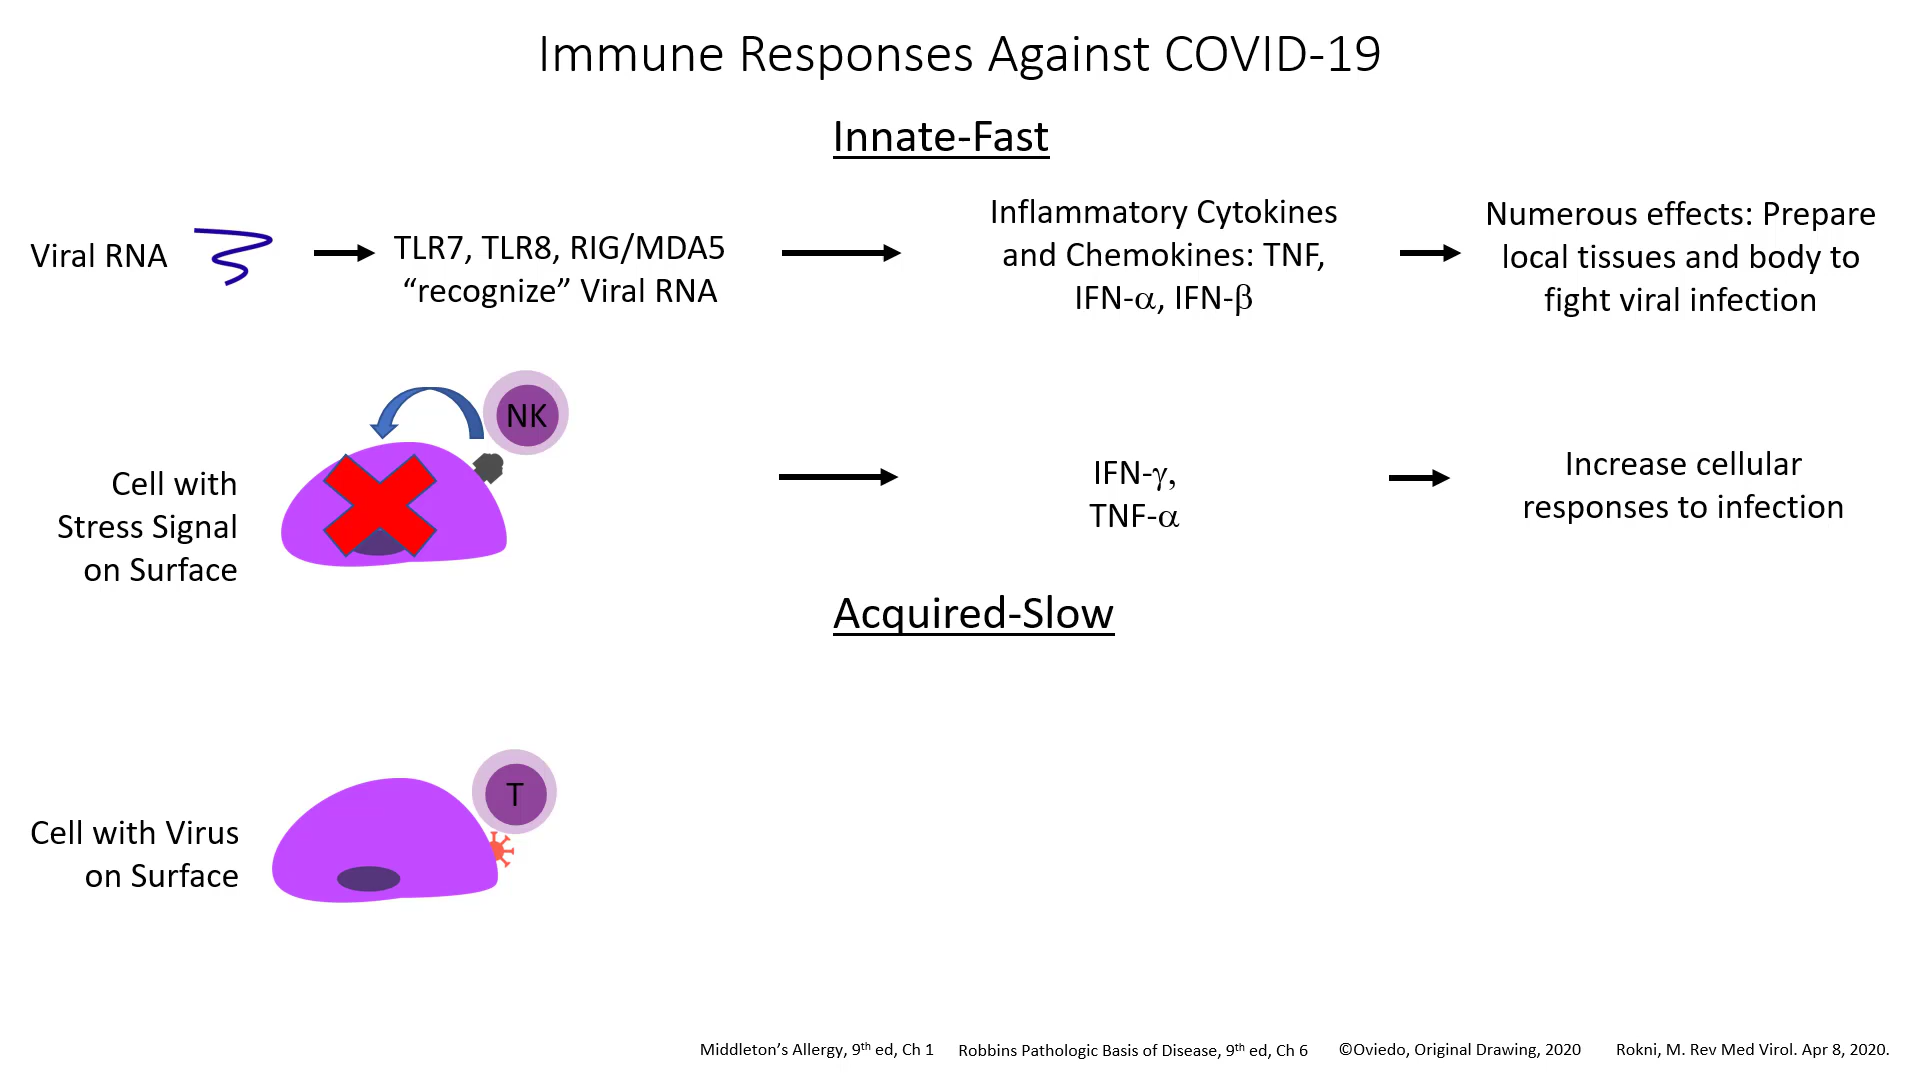 Immune Responses Against COVID-19
Innate-Fast
Viral RNA
TLR7, TLR8, RIG/MDA5
“recognize” Viral RNA
Inflammatory Cytokines
and Chemokines: TNF,
IFN-α, IFN-β
Numerous effects: Prepare
local tissues and body to
fight viral infection
NK
Cell with
Stress Signal
on Surface
IFN-γ,
TNF-α
Increase cellular
responses to infection
Acquired-Slow
T
Cell with Virus
on Surface
Middleton’s Allergy, 9th ed, Ch 1
Robbins Pathologic Basis of Disease, 9th ed, Ch 6
©Oviedo, Original Drawing, 2020
Rokni, M. Rev Med Virol. Apr 8, 2020.